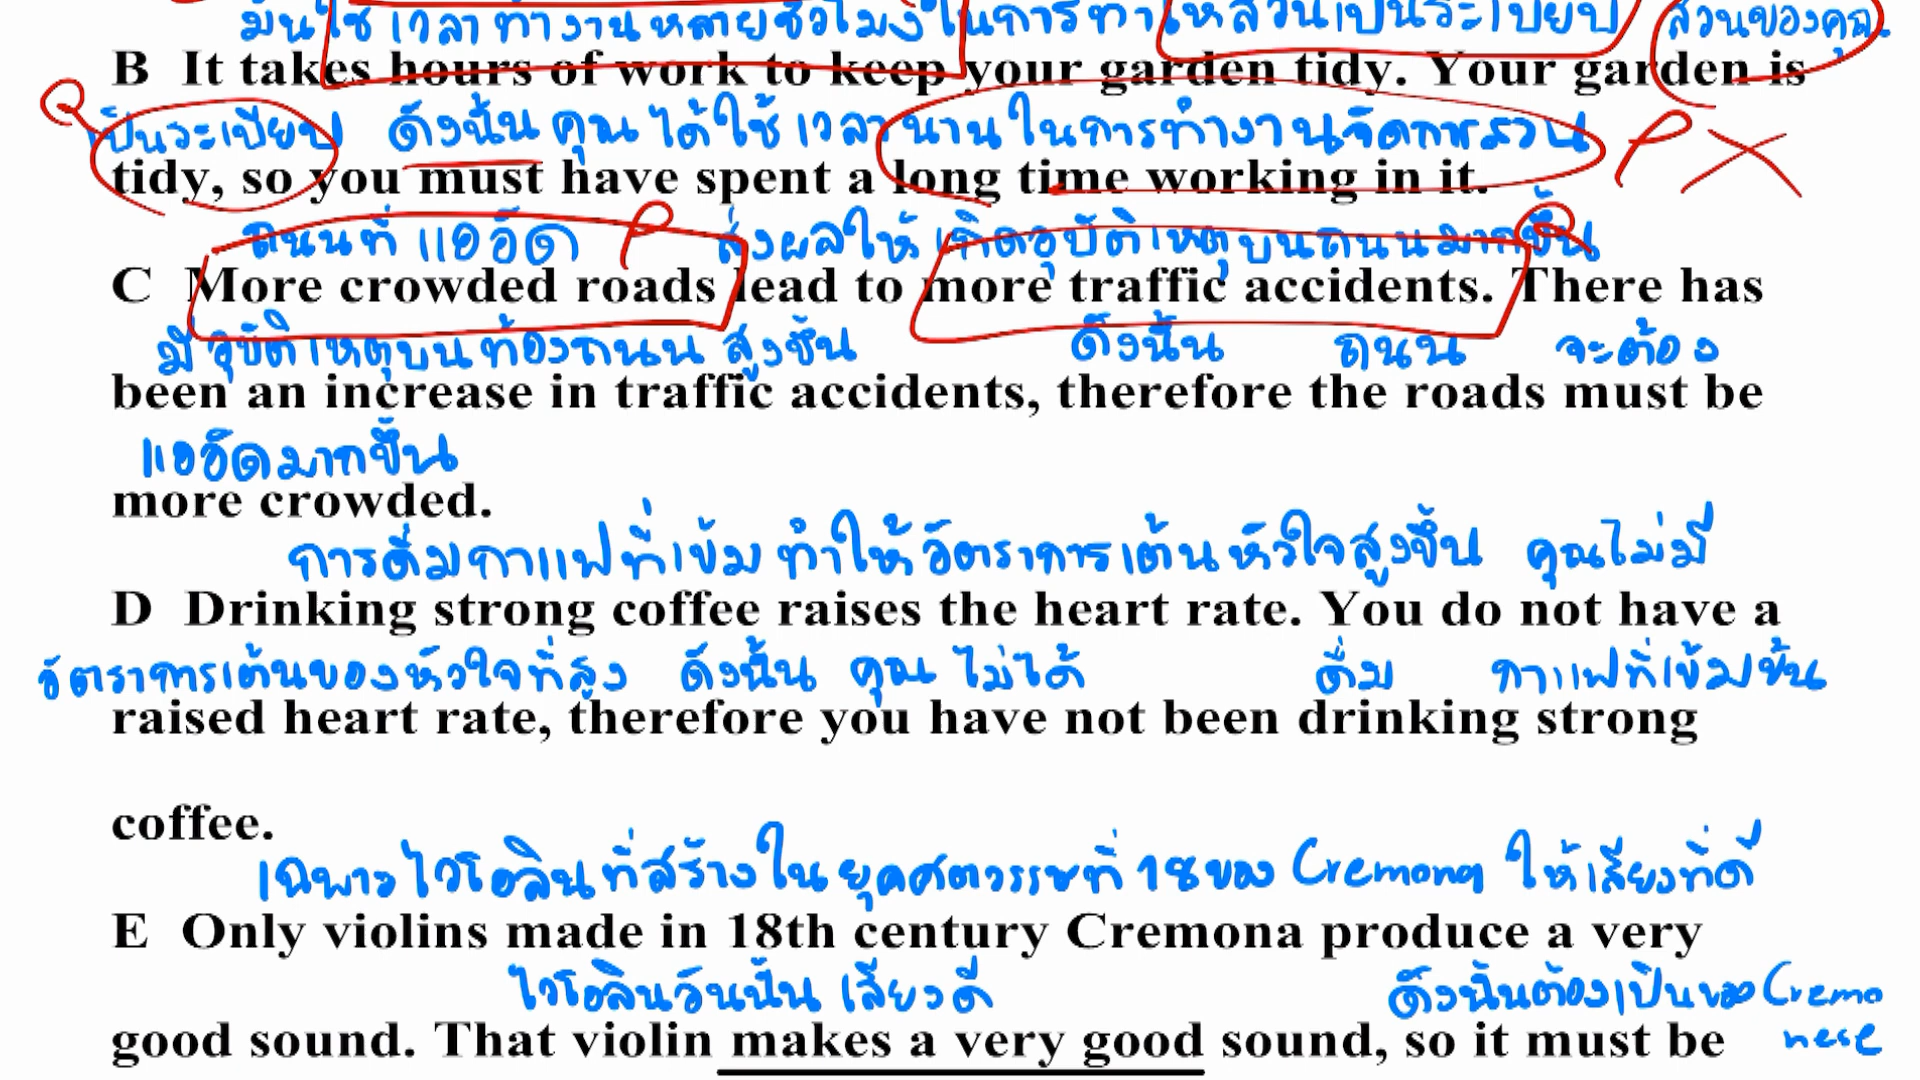 มันใช้เวลาทำงานหลายชั่วโมงในการทำให้สวนเป็นระเบียบ สวนของคุณ
B It takes hours of work to keep your garden tidy. Your garden is
P เป็นระเบียบ ดังนั้น คุณได้ใช้เวลานานในการทำงานจัดการสวน P X
tidy, so you must have spent a long time working in it.
ถนนที่แออัด P ส่งผลให้เกิดอุบัติเหตุบนถนนมากขึ้น
C More crowded roads lead to more traffic accidents. There has
มีอุบัติเหตุบนท้องถนนสูงขึ้น ดังนั้น ถนน จะต้อง
been an increase in traffic accidents, therefore the roads must be
แออัดมากขึ้น
more crowded.
การดื่มกาแฟที่เข้มทำให้อัตราการเต้นหัวใจสูงขึ้น คุณไม่มี
D Drinking strong coffee raises the heart rate. You do not have a
อัตราการเต้นของหัวใจที่สูง ดังนั้น คุณ ไม่ได้ ดื่ม กาแฟที่เข้มข้น
raised heart rate, therefore you have not been drinking strong
coffee.
เฉพาะไวโอลินที่สร้างในยุคศตวรรษที่ 18 ของ Cremona ให้เสียงที่ดี
E Only violins made in 18th century Cremona produce a very
ไวโอลินอันนั้น เสียงดี ดังนั้นต้องเป็นของ Cremo
nese
good sound. That violin makes a very good sound, so it must be